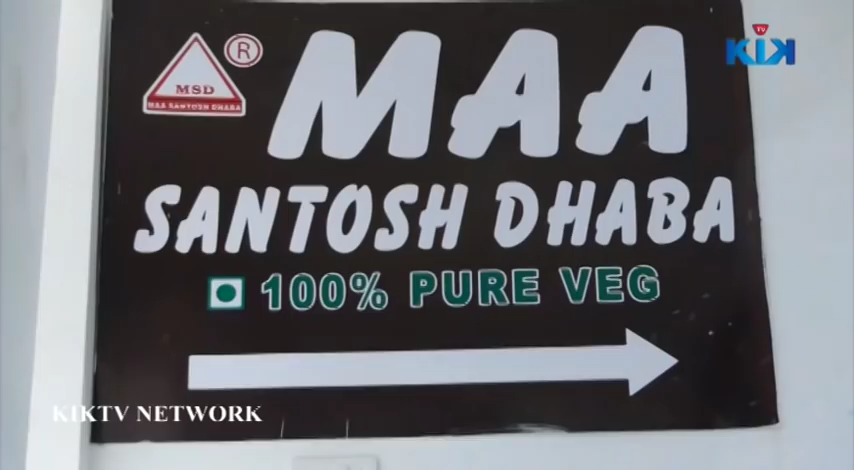 TV
KIK
®
MSD
MAA SANTOSH DHABA
MAA
SANTOSH DHABA
100% PURE VEG
KIKTV NETWORK